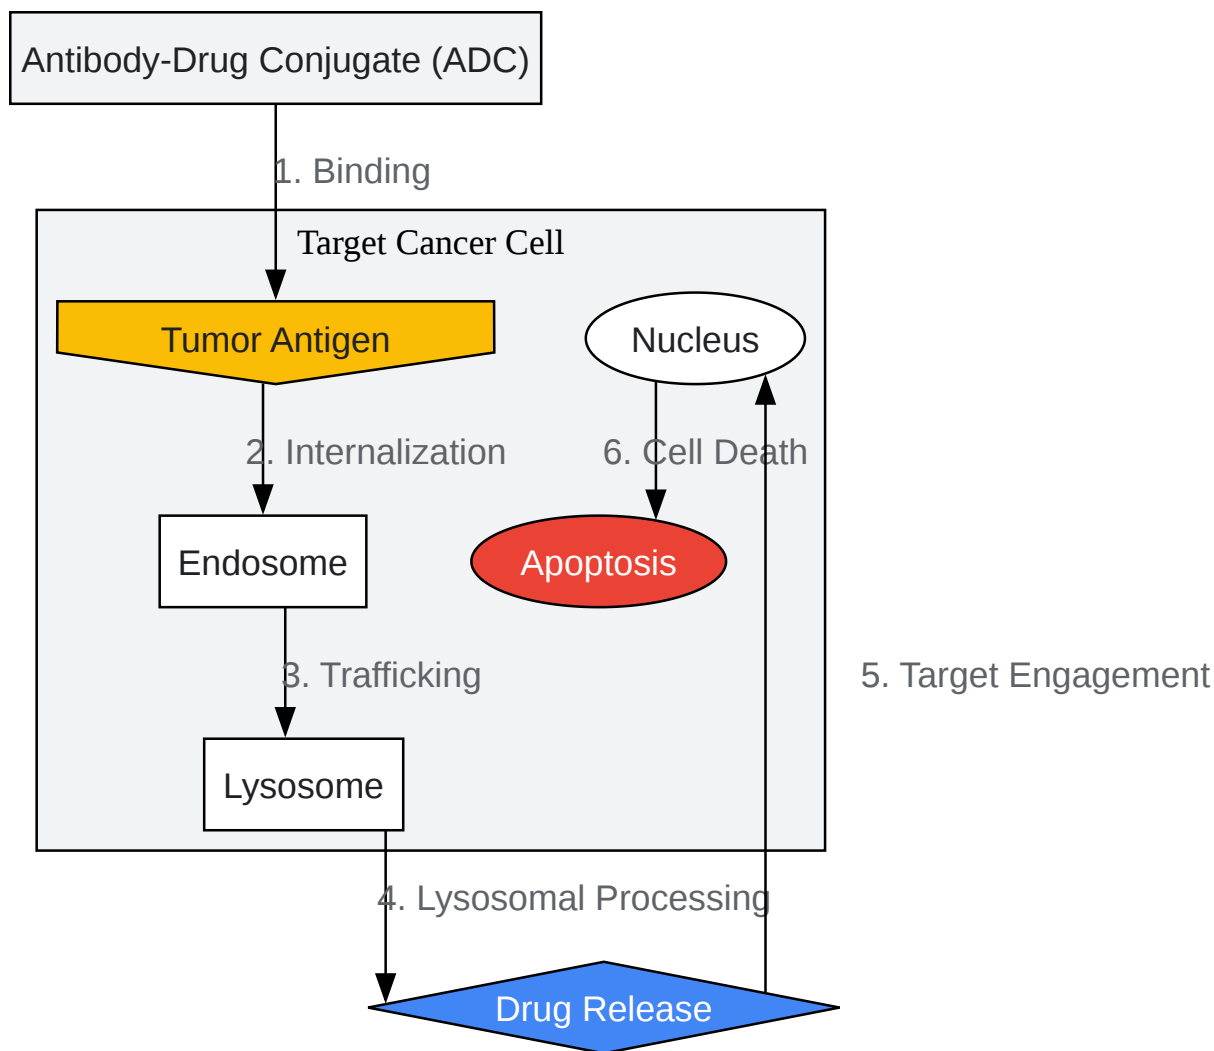 Antibody-Drug Conjugate (ADC)
1. Binding
Target Cancer Cell
Tumor Antigen
Nucleus
2. Internalization
6. Cell Death
Endosome
Apoptosis
3. Trafficking
5. Target Engagement
Lysosome
4. Lysosomal Processing
Drug Release